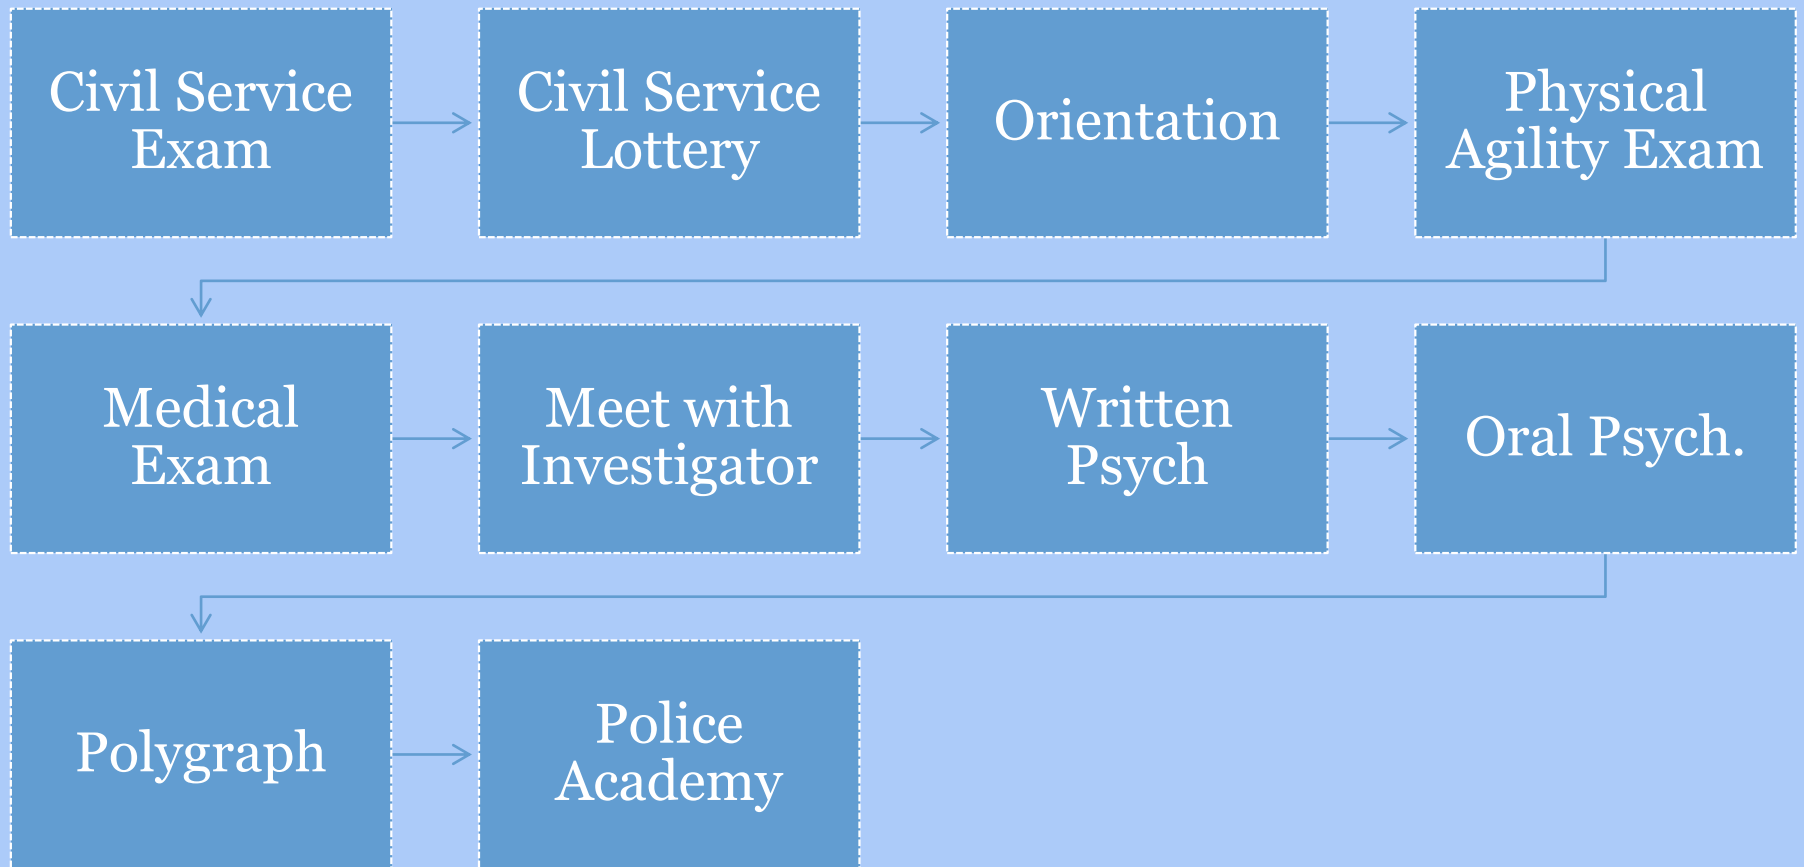 Civil Service
Exam
Civil Service
Lottery
Orientation
Physical
Agility Exam
Medical
Exam
Meet with
Investigator
Written
Psych
Oral Psych.
Polygraph
Police
Academy